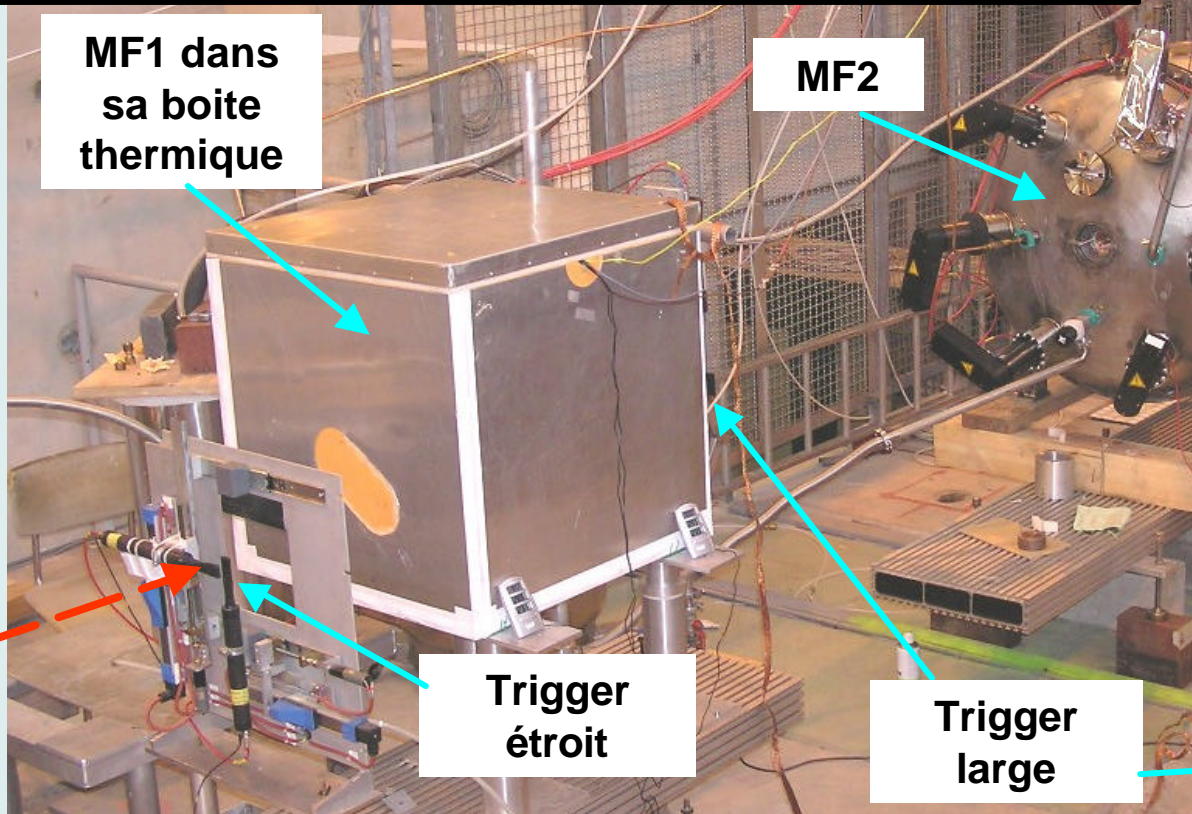 MF1 dans
sa boite
thermique
MF2
Trigger
étroit
Trigger
large